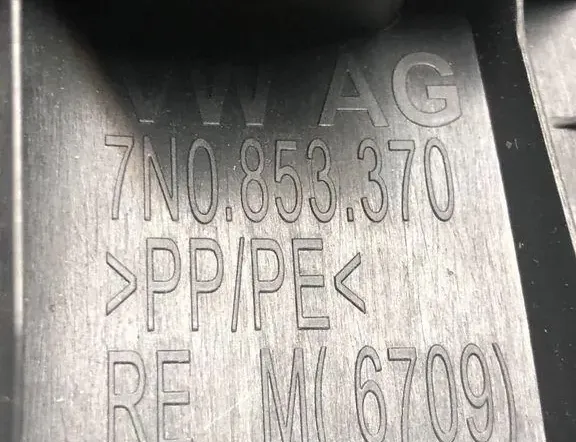 VW AG
7N0.853.370
>PP/PE<
RE M(6709)